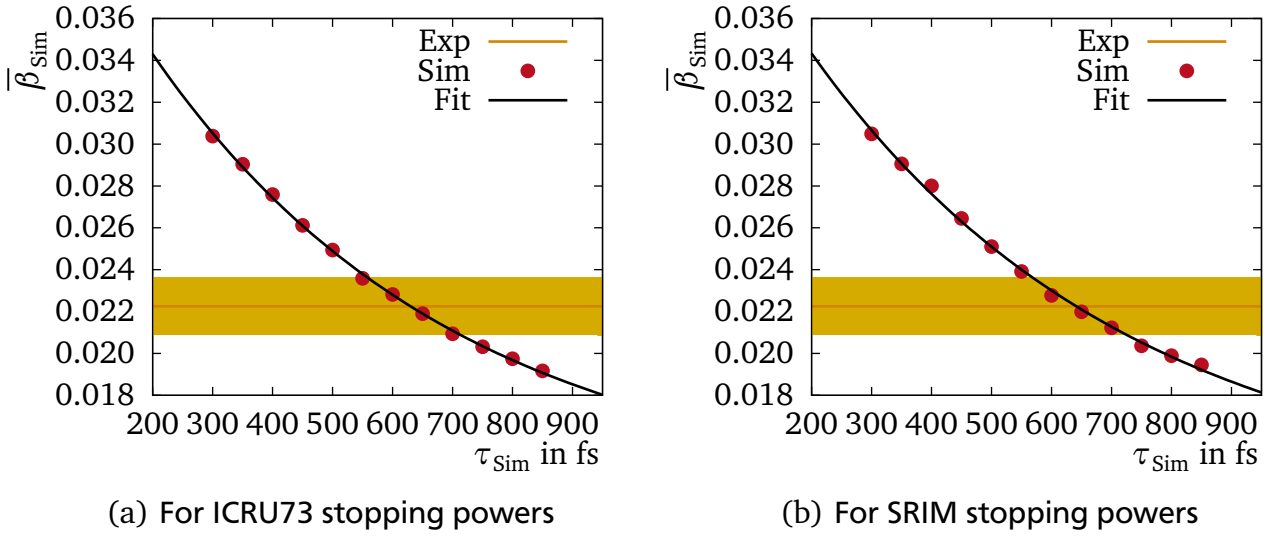 0.036
0.034
0.032
0.030
0.028
0.026
0.024
0.022
0.020
0.018
β̅Sim
Exp
Sim
Fit
200 300 400 500 600 700 800 900
τSim in fs
(a) For ICRU73 stopping powers
0.036
0.034
0.032
0.030
0.028
0.026
0.024
0.022
0.020
0.018
β̅Sim
Exp
Sim
Fit
200 300 400 500 600 700 800 900
τSim in fs
(b) For SRIM stopping powers